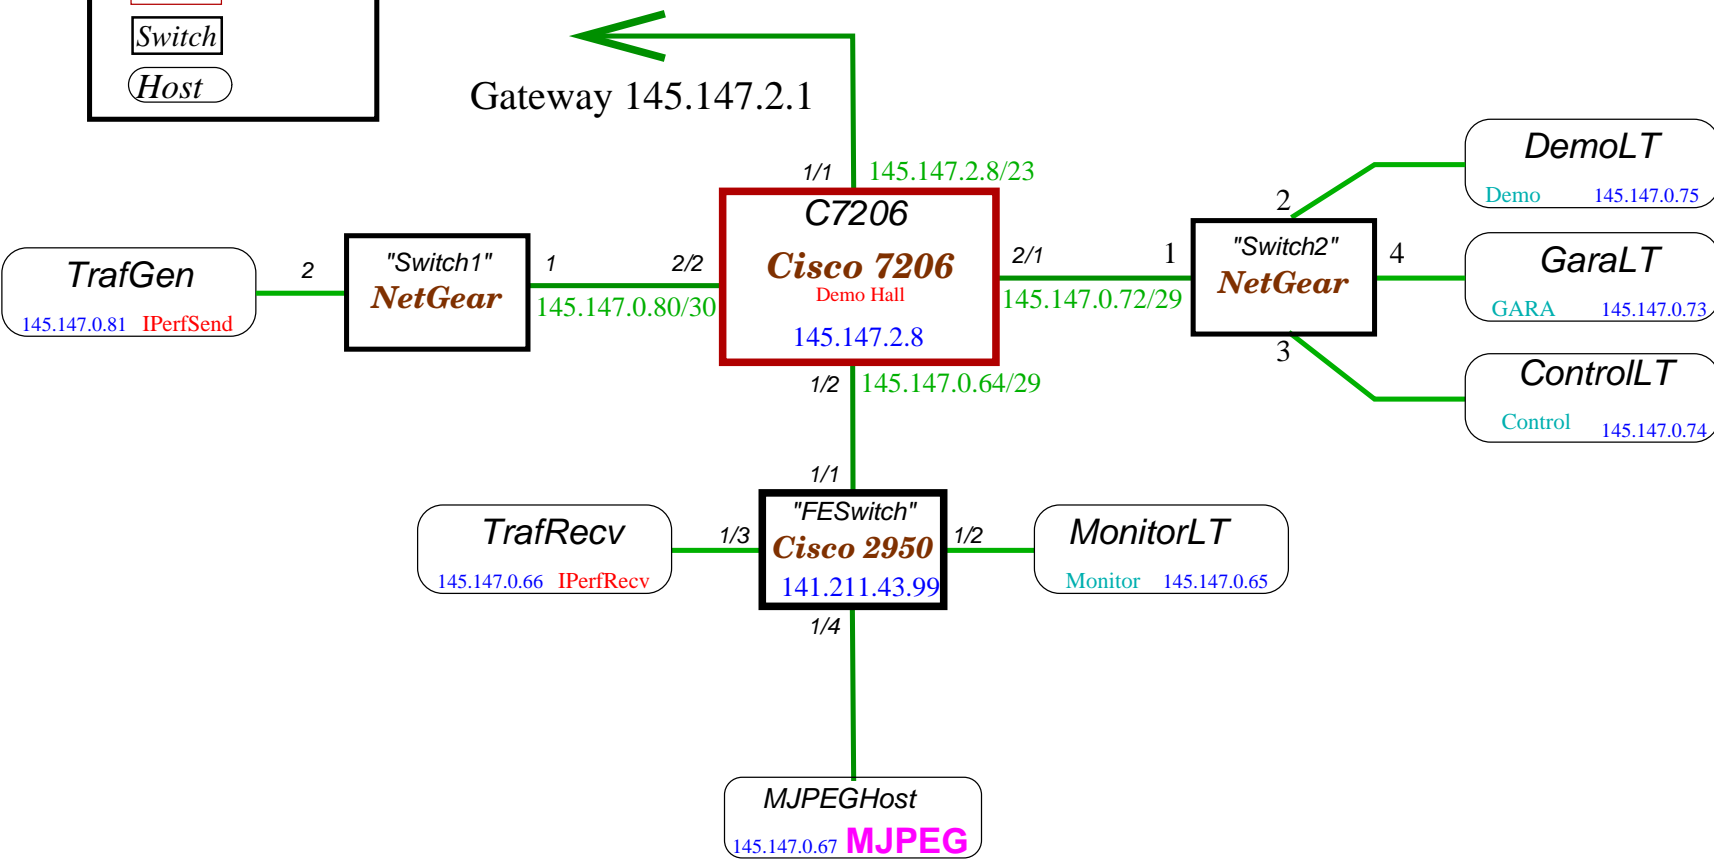 Switch
Host
Gateway 145.147.2.1
1/1
145.147.2.8/23
C7206
Cisco 7206
Demo Hall
145.147.2.8
TrafGen
145.147.0.81 IPerfSend
2
"Switch1"
NetGear
1
2/2
145.147.0.80/30
2/1
1
145.147.0.72/29
"Switch2"
NetGear
2
4
3
DemoLT
Demo 145.147.0.75
GaraLT
GARA 145.147.0.73
ControlLT
Control 145.147.0.74
1/2
145.147.0.64/29
1/1
"FESwitch"
Cisco 2950
141.211.43.99
TrafRecv
145.147.0.66 IPerfRecv
1/3
1/2
MonitorLT
Monitor 145.147.0.65
1/4
MJPEGHost
145.147.0.67 MJPEG